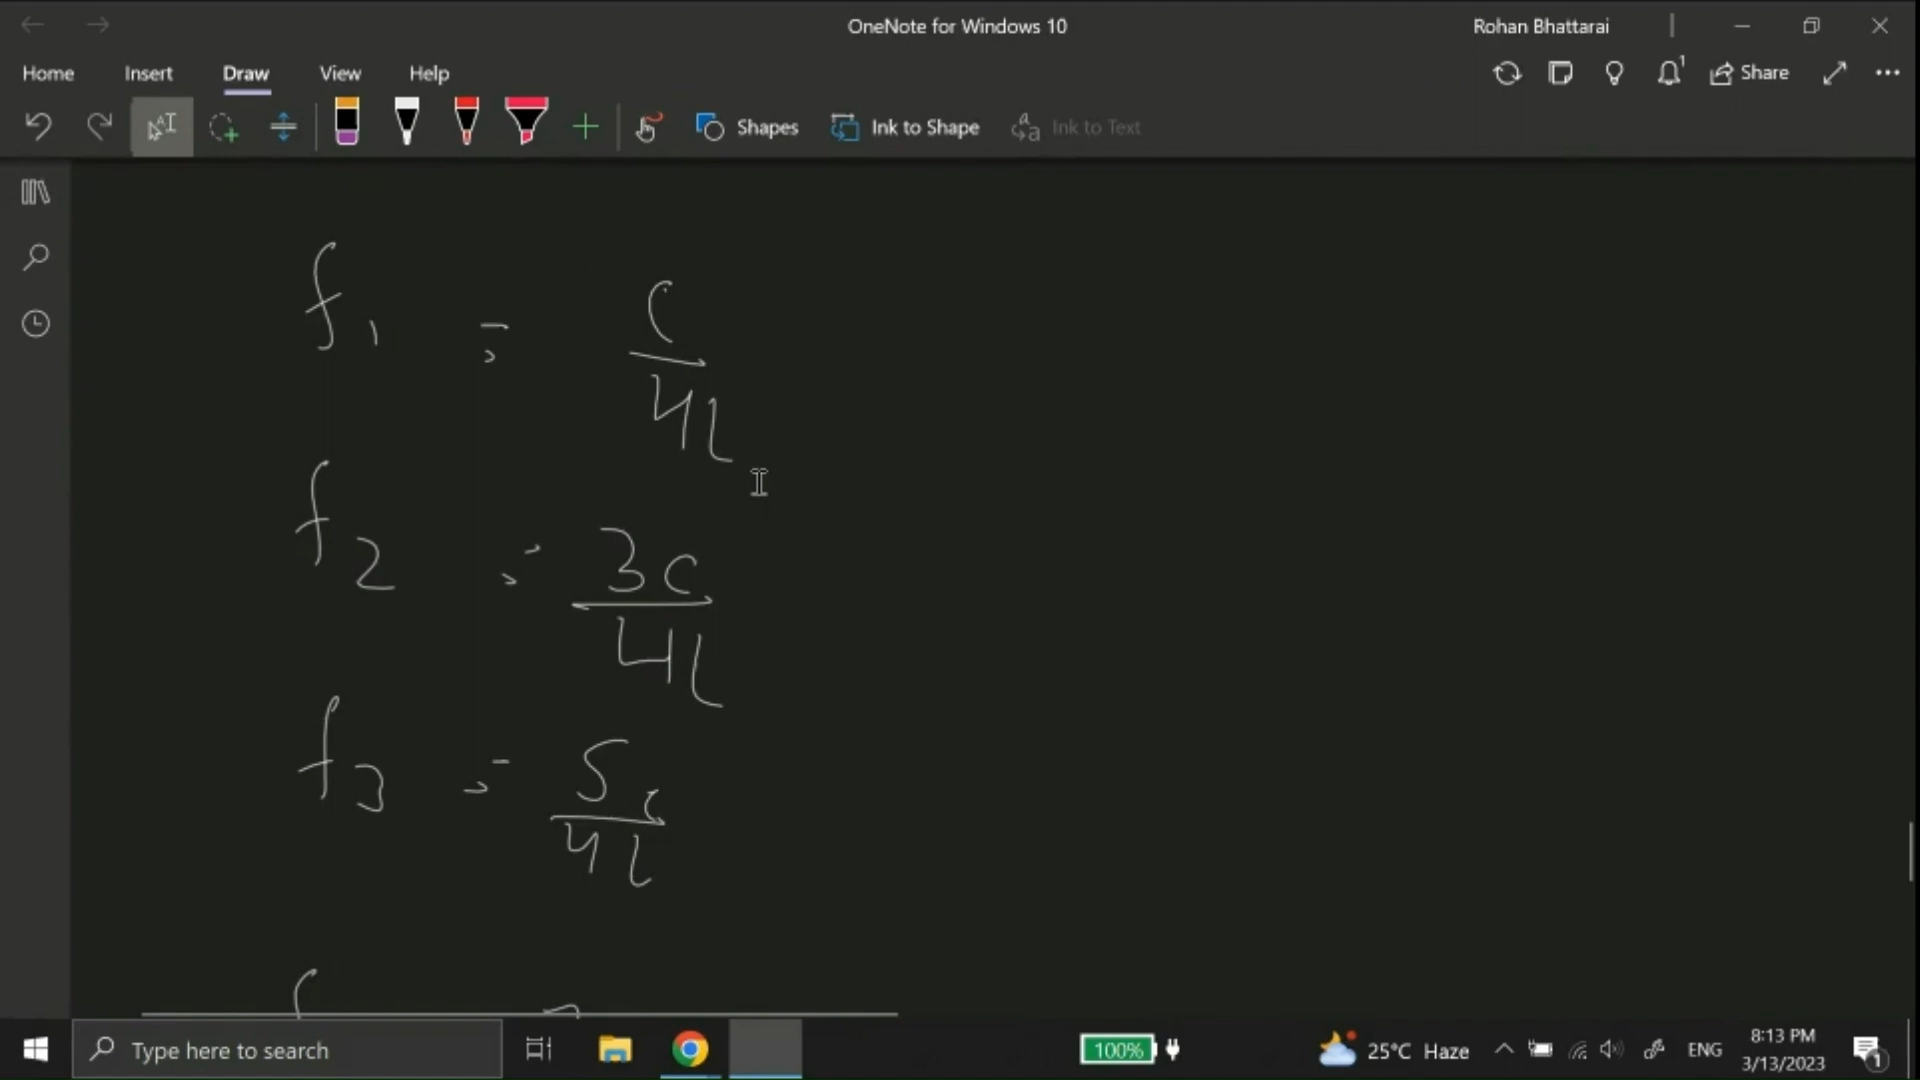 OneNote for Windows 10
Rohan Bhattarai
Home Insert Draw View Help
1 Share
Shapes Ink to Shape Ink to Text
f1 = c/4L
f2 = 3c/4L
f3 = 5c/4L
f
Type here to search
100%
25°C Haze
ENG
8:13 PM
3/13/2023
1